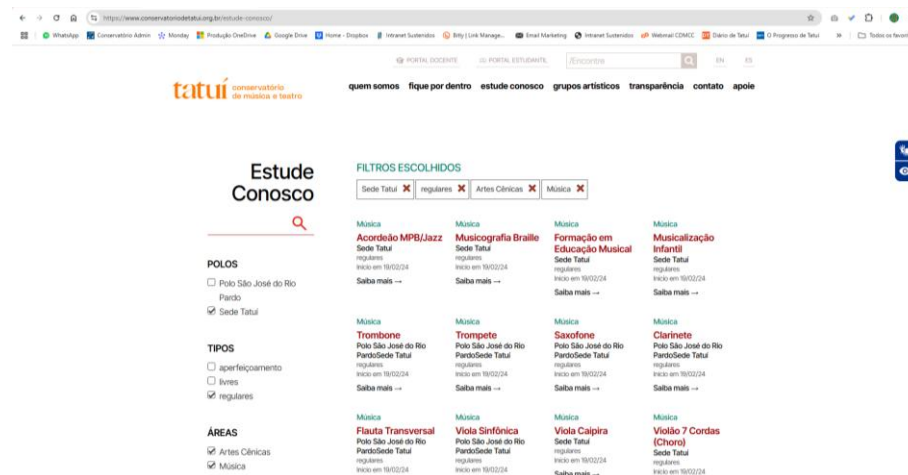 https://www.conservatoriodetatui.org.br/estude-conosco/
WhatsApp Conservatório Admin Monday Produção OneDrive Google Drive Home - Dropbox Intranet Sustenidos Bitly | Link Manage... Email Marketing Intranet Sustenidos Webmail CDMCC Diário de Tatuí O Progresso de Tatuí » Todos os favori
PORTAL DOCENTE PORTAL ESTUDANTE /Encontre EN ES
tatuí conservatório
de música e teatro
quem somos fique por dentro estude conosco grupos artísticos transparência contato apoie
Estude
Conosco
POLOS
Polo São José do Rio
Pardo
Sede Tatuí
TIPOS
aperfeiçoamento
livres
regulares
ÁREAS
Artes Cênicas
Música
FILTROS ESCOLHIDOS
Sede Tatuí regulares Artes Cênicas Música
Música
Acordeão MPB/Jazz
Sede Tatuí
regulares
Início em 19/02/24
Saiba mais →
Música
Musicografia Braille
Sede Tatuí
regulares
Início em 19/02/24
Saiba mais →
Música
Formação em
Educação Musical
Sede Tatuí
regulares
Início em 19/02/24
Saiba mais →
Música
Musicalização
Infantil
Sede Tatuí
regulares
Início em 19/02/24
Saiba mais →
Música
Trombone
Polo São José do Rio
PardoSede Tatuí
regulares
Início em 19/02/24
Saiba mais →
Música
Trompete
Polo São José do Rio
PardoSede Tatuí
regulares
Início em 19/02/24
Saiba mais →
Música
Saxofone
Polo São José do Rio
PardoSede Tatuí
regulares
Início em 19/02/24
Saiba mais →
Música
Clarinete
Polo São José do Rio
PardoSede Tatuí
regulares
Início em 19/02/24
Saiba mais →
Música
Flauta Transversal
Polo São José do Rio
PardoSede Tatuí
regulares
Início em 19/02/24
Música
Viola Sinfônica
Polo São José do Rio
PardoSede Tatuí
regulares
Início em 19/02/24
Música
Viola Caipira
Sede Tatuí
regulares
Início em 19/02/24
Saiba mais →
Música
Violão 7 Cordas
(Choro)
Sede Tatuí
regulares
Início em 19/02/24